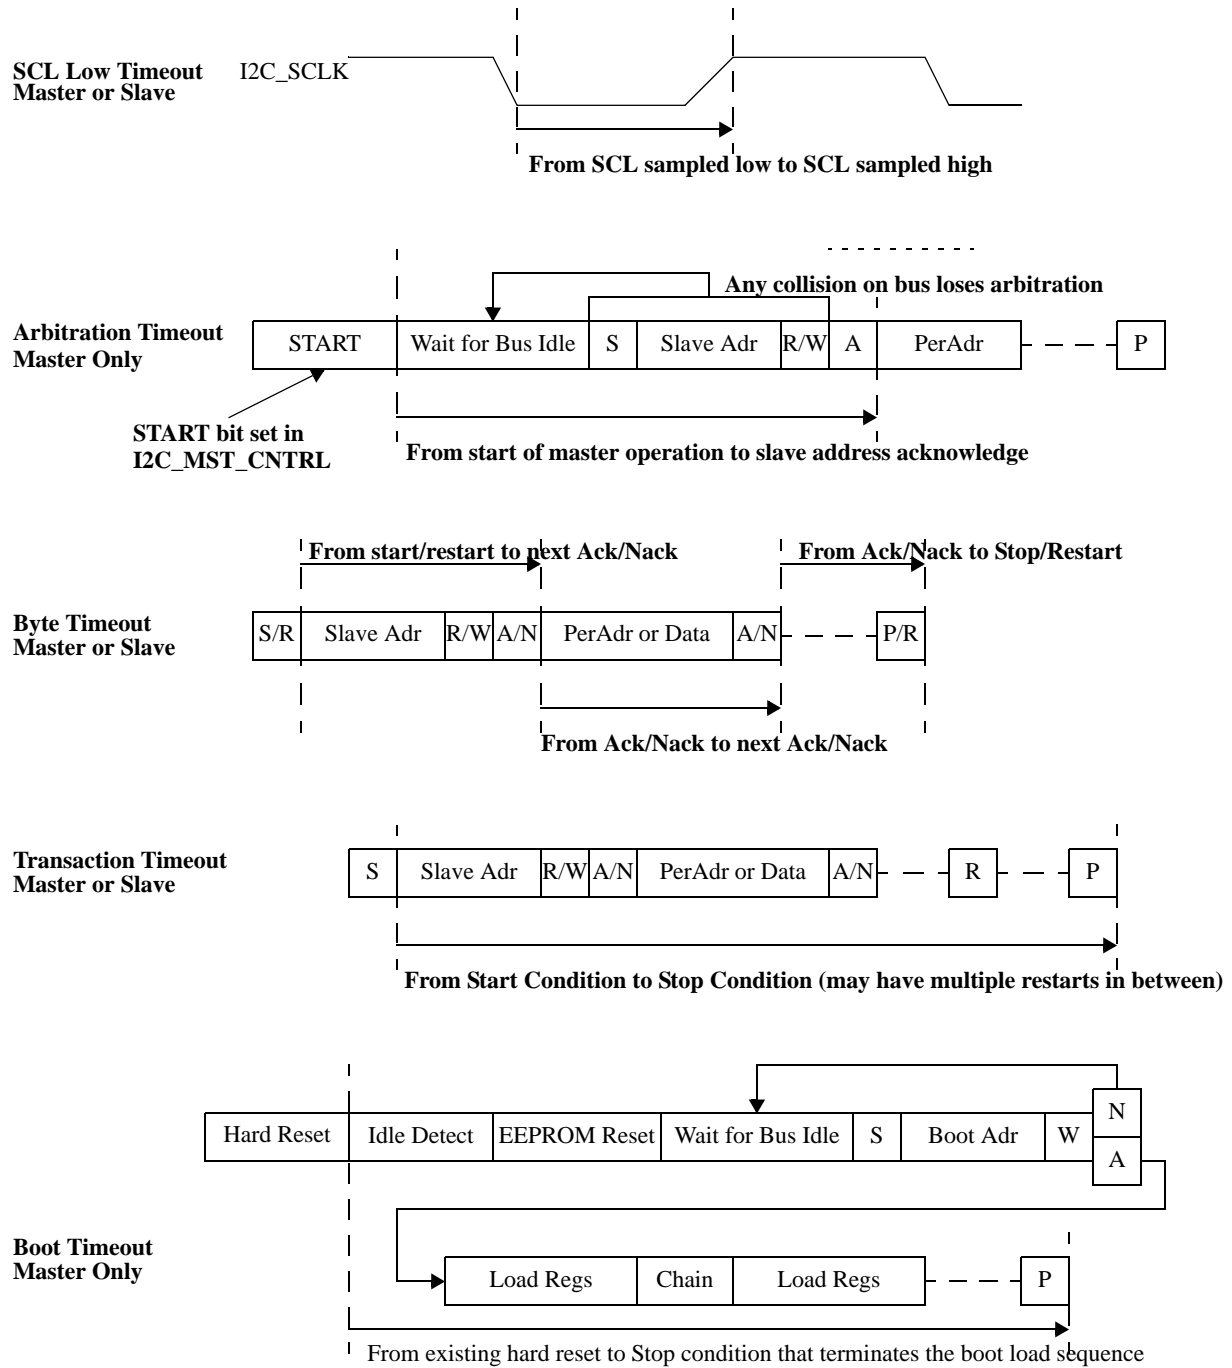 SCL Low Timeout
Master or Slave
I2C_SCLK
From SCL sampled low to SCL sampled high
Any collision on bus loses arbitration
Arbitration Timeout
Master Only
START
Wait for Bus Idle
S
Slave Adr
R/W
A
PerAdr
P
START bit set in
I2C_MST_CNTRL
From start of master operation to slave address acknowledge
From start/restart to next Ack/Nack
From Ack/Nack to Stop/Restart
Byte Timeout
Master or Slave
S/R
Slave Adr
R/W
A/N
PerAdr or Data
A/N
P/R
From Ack/Nack to next Ack/Nack
Transaction Timeout
Master or Slave
S
Slave Adr
R/W
A/N
PerAdr or Data
A/N
R
P
From Start Condition to Stop Condition (may have multiple restarts in between)
Hard Reset
Idle Detect
EEPROM Reset
Wait for Bus Idle
S
Boot Adr
W
N
A
Boot Timeout
Master Only
Load Regs
Chain
Load Regs
P
From existing hard reset to Stop condition that terminates the boot load sequence